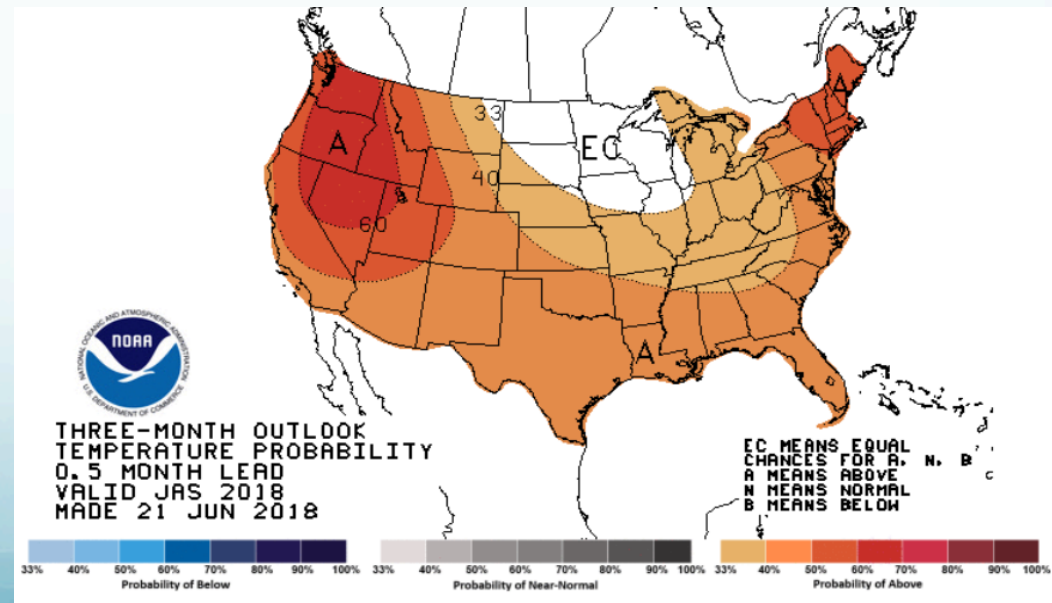 A
33
40
60
EC
A
A
NATIONAL OCEANIC AND ATMOSPHERIC ADMINISTRATION
NOAA
U.S. DEPARTMENT OF COMMERCE
THREE-MONTH OUTLOOK
TEMPERATURE PROBABILITY
0.5 MONTH LEAD
VALID JAS 2018
MADE 21 JUN 2018
EC MEANS EQUAL
CHANCES FOR A, N, B
A MEANS ABOVE
N MEANS NORMAL
B MEANS BELOW
33% 40% 50% 60% 70% 80% 90% 100%
Probability of Below
33% 40% 50% 60% 70% 80% 90% 100%
Probability of Near-Normal
33% 40% 50% 60% 70% 80% 90% 100%
Probability of Above